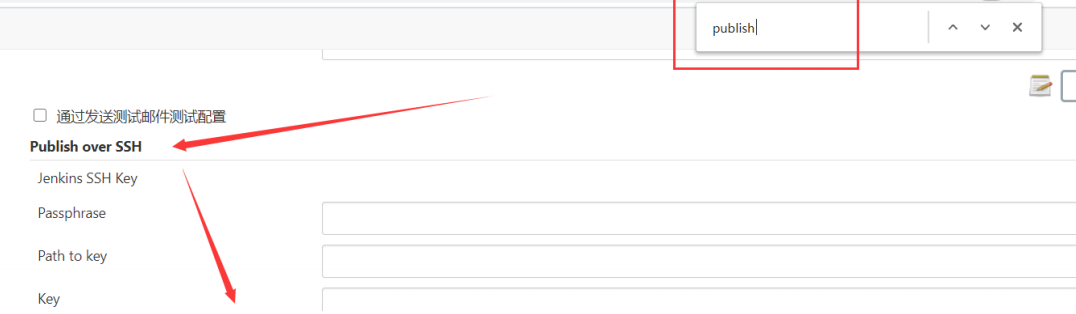 publish
通过发送测试邮件测试配置
Publish over SSH
Jenkins SSH Key
Passphrase
Path to key
Key